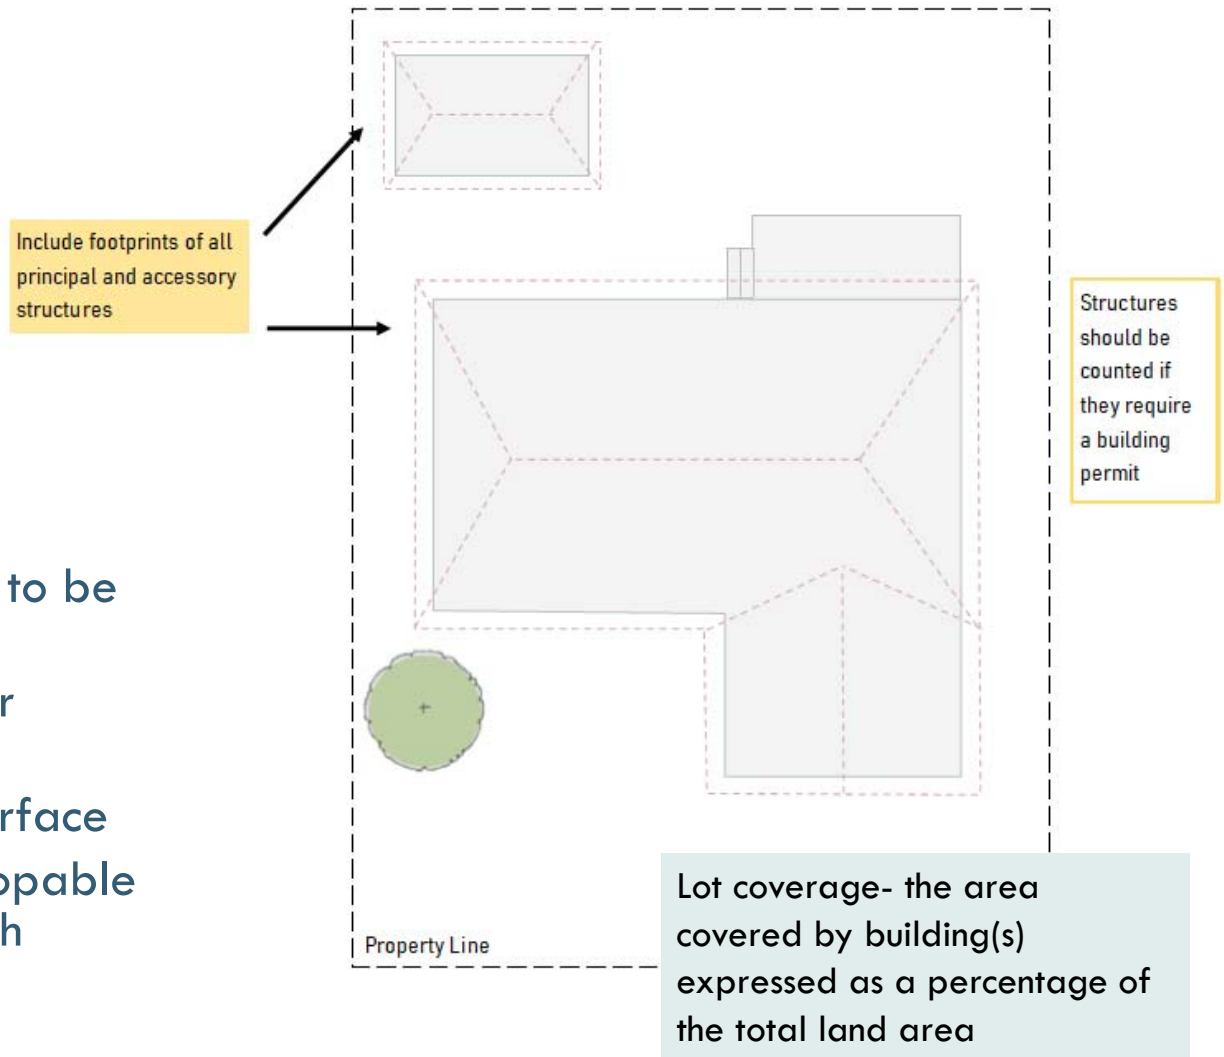 Include footprints of all
principal and accessory
structures
Structures
should be
counted if
they require
a building
permit
to be
r
rface
opable
h
Property Line
Lot coverage- the area
covered by building(s)
expressed as a percentage of
the total land area